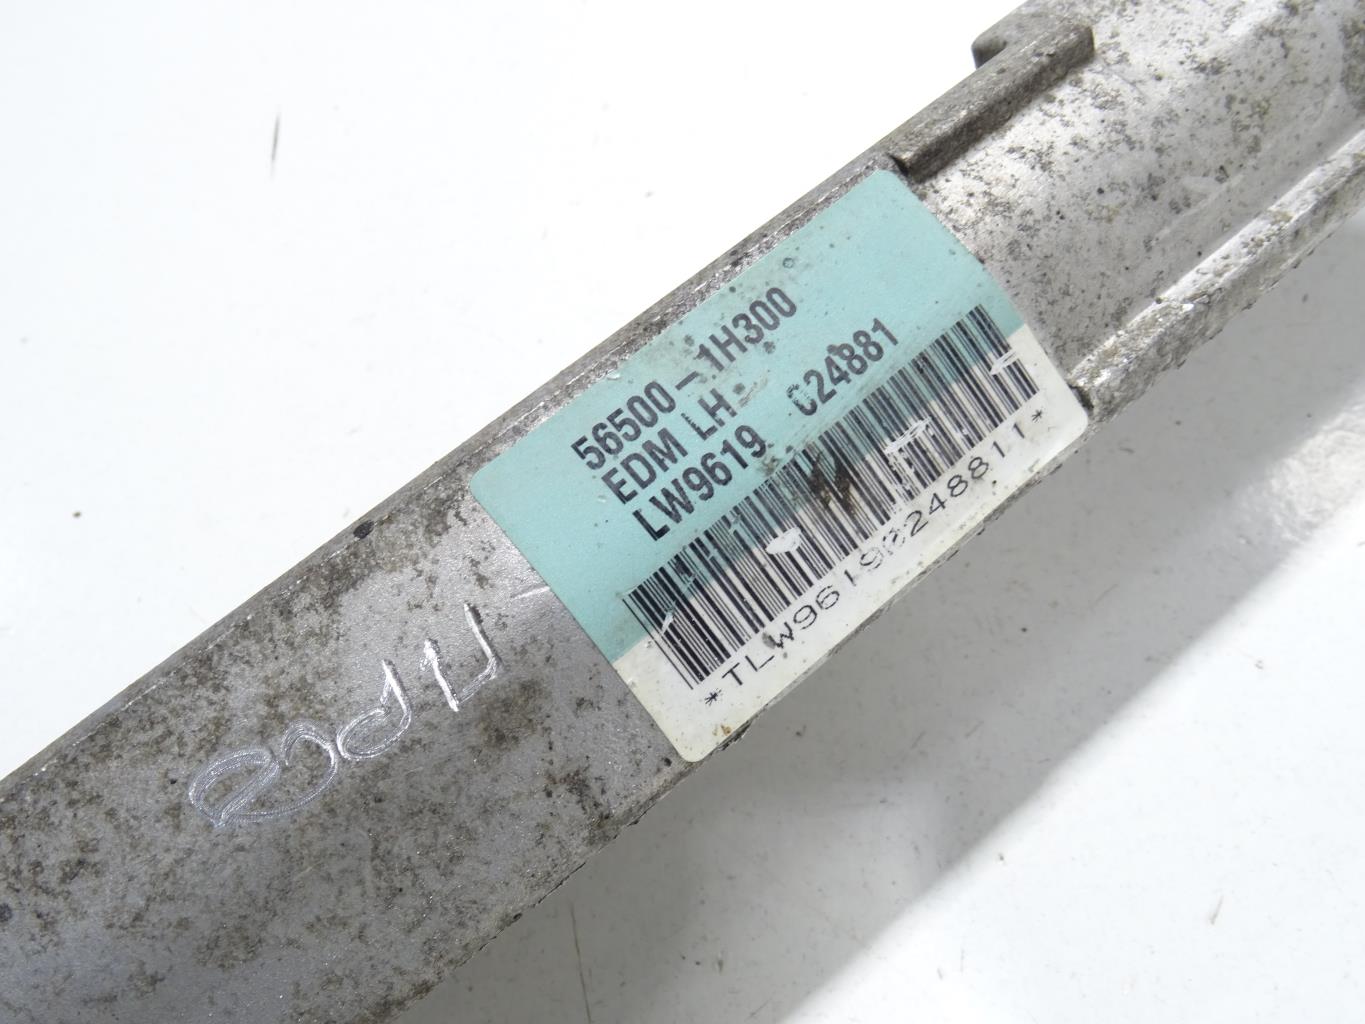 56500-1H300
EDM LH
LW9619 C24881
*TLW9619C248811*